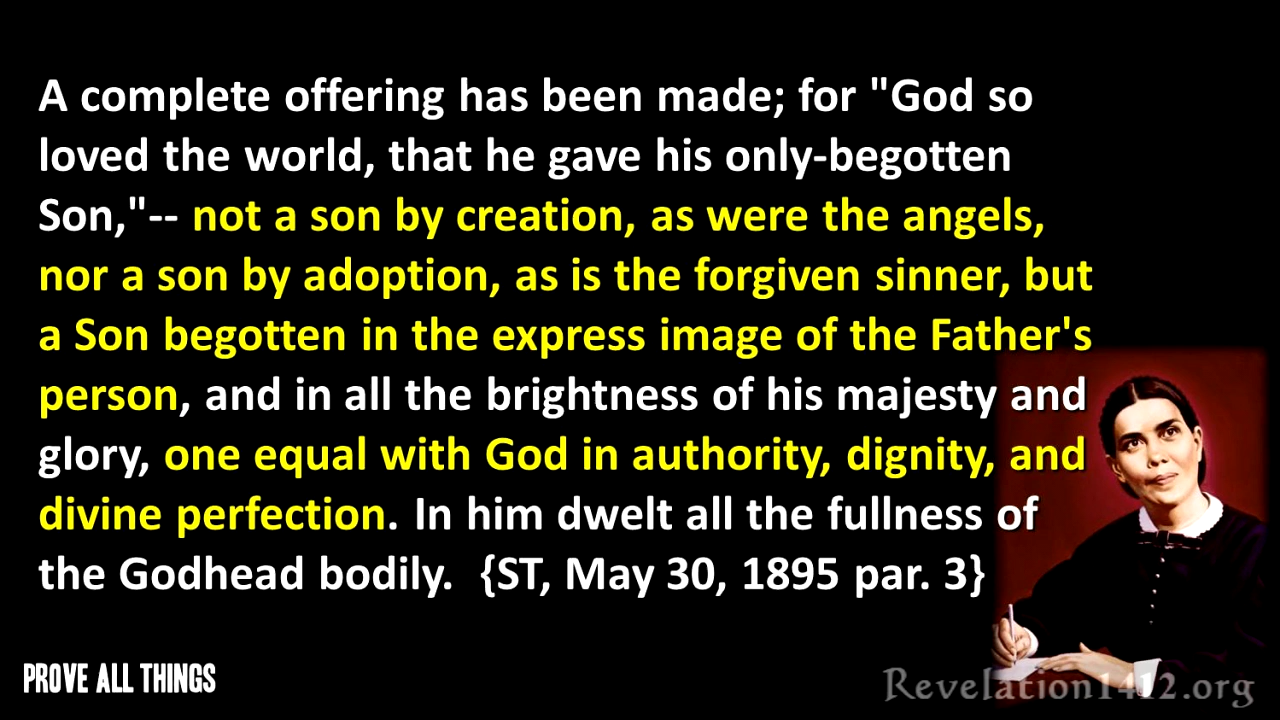 A complete offering has been made; for "God so
loved the world, that he gave his only-begotten
Son,"-- not a son by creation, as were the angels,
nor a son by adoption, as is the forgiven sinner, but
a Son begotten in the express image of the Father's
person, and in all the brightness of his majesty and
glory, one equal with God in authority, dignity, and
divine perfection. In him dwelt all the fullness of
the Godhead bodily.  {ST, May 30, 1895 par. 3}
PROVE ALL THINGS
Revelation1412.org